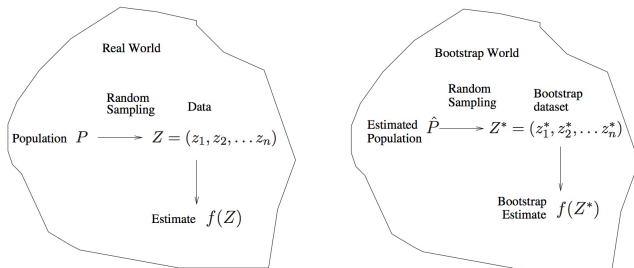 Real World
Random
Sampling
Data
Population P ⟶ Z = (z₁, z₂, … zₙ)
Estimate f(Z)
Bootstrap World
Random
Sampling
Bootstrap
dataset
Estimated
Population P̂ ⟶ Z* = (z₁*, z₂*, … zₙ*)
Bootstrap
Estimate f(Z*)